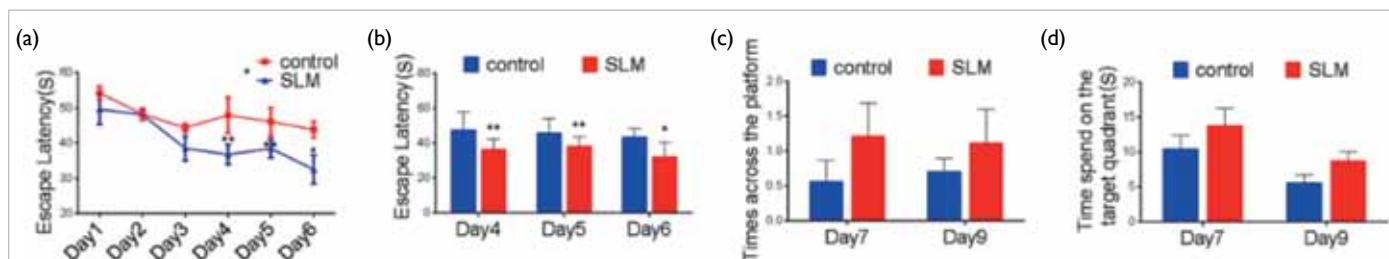 (a)
control
SLM
*
Escape Latency(S)
60
50
40
30
20
**
**
*
Day1
Day2
Day3
Day4
Day5
Day6
(b)
control
SLM
Escape Latency(S)
80
60
40
20
0
**
**
*
Day4
Day5
Day6
(c)
control
SLM
Times across the platform
2.0
1.5
1.0
0.5
0.0
Day7
Day9
(d)
control
SLM
Time spend on the
target quadrant(S)
20
15
10
5
0
Day7
Day9